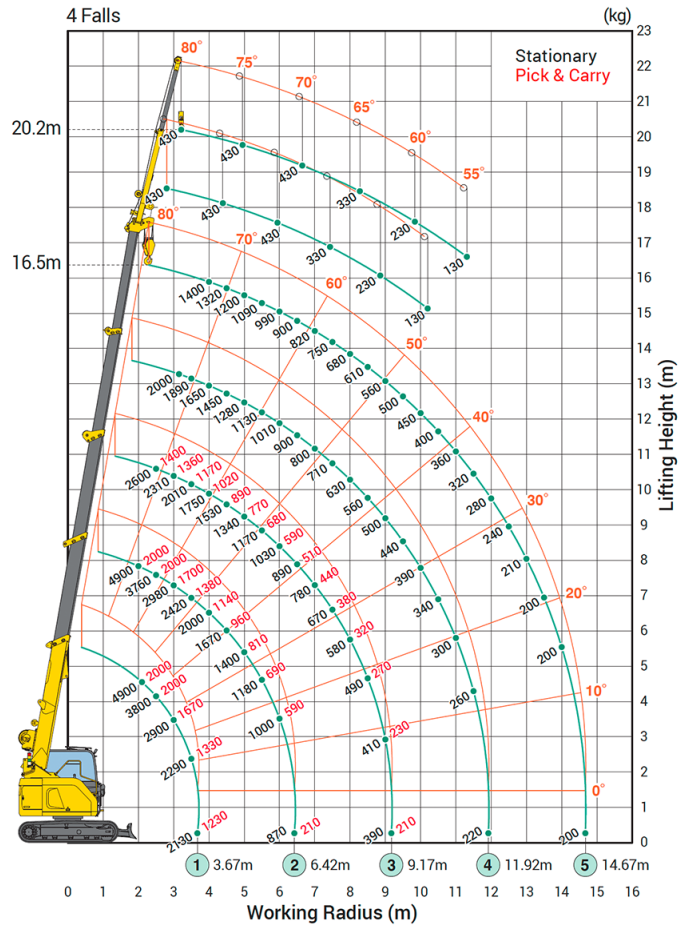 4 Falls (kg)
Stationary
Pick & Carry
80° 75° 70° 65° 60° 55°
20.2m
430 430 430 330 230 130
430 430 430 330 230 130
16.5m
80° 70° 60° 50° 40° 30° 20° 10° 0°
1400 1320 1200 1090 990 900 820 750 680 610 560 500 450 400 360 320 280 240 210 200 200 200
2000 1890 1650 1450 1280 1130 1010 900 800 710 630 560 500 440 390 340 300 260 220
1400 1360 1170 1020 890 770 680 590 510 440 380 320 270 230 210
2600 2310 2010 1750 1530 1340 1170 1030 890 780 670 580 490 410 390
2000 2000 1700 1380 1140 960 810 690 590 210
4900 3760 2980 2420 2000 1670 1400 1180 1000 870
2000 2000 1670 1330 1230
4900 3800 2900 2290 2130
23
22
21
20
19
18
17
16
15
14
13
12
11
10
9
8
7
6
5
4
3
2
1
0
Lifting Height (m)
1 3.67m 2 6.42m 3 9.17m 4 11.92m 5 14.67m
0 1 2 3 4 5 6 7 8 9 10 11 12 13 14 15 16
Working Radius (m)